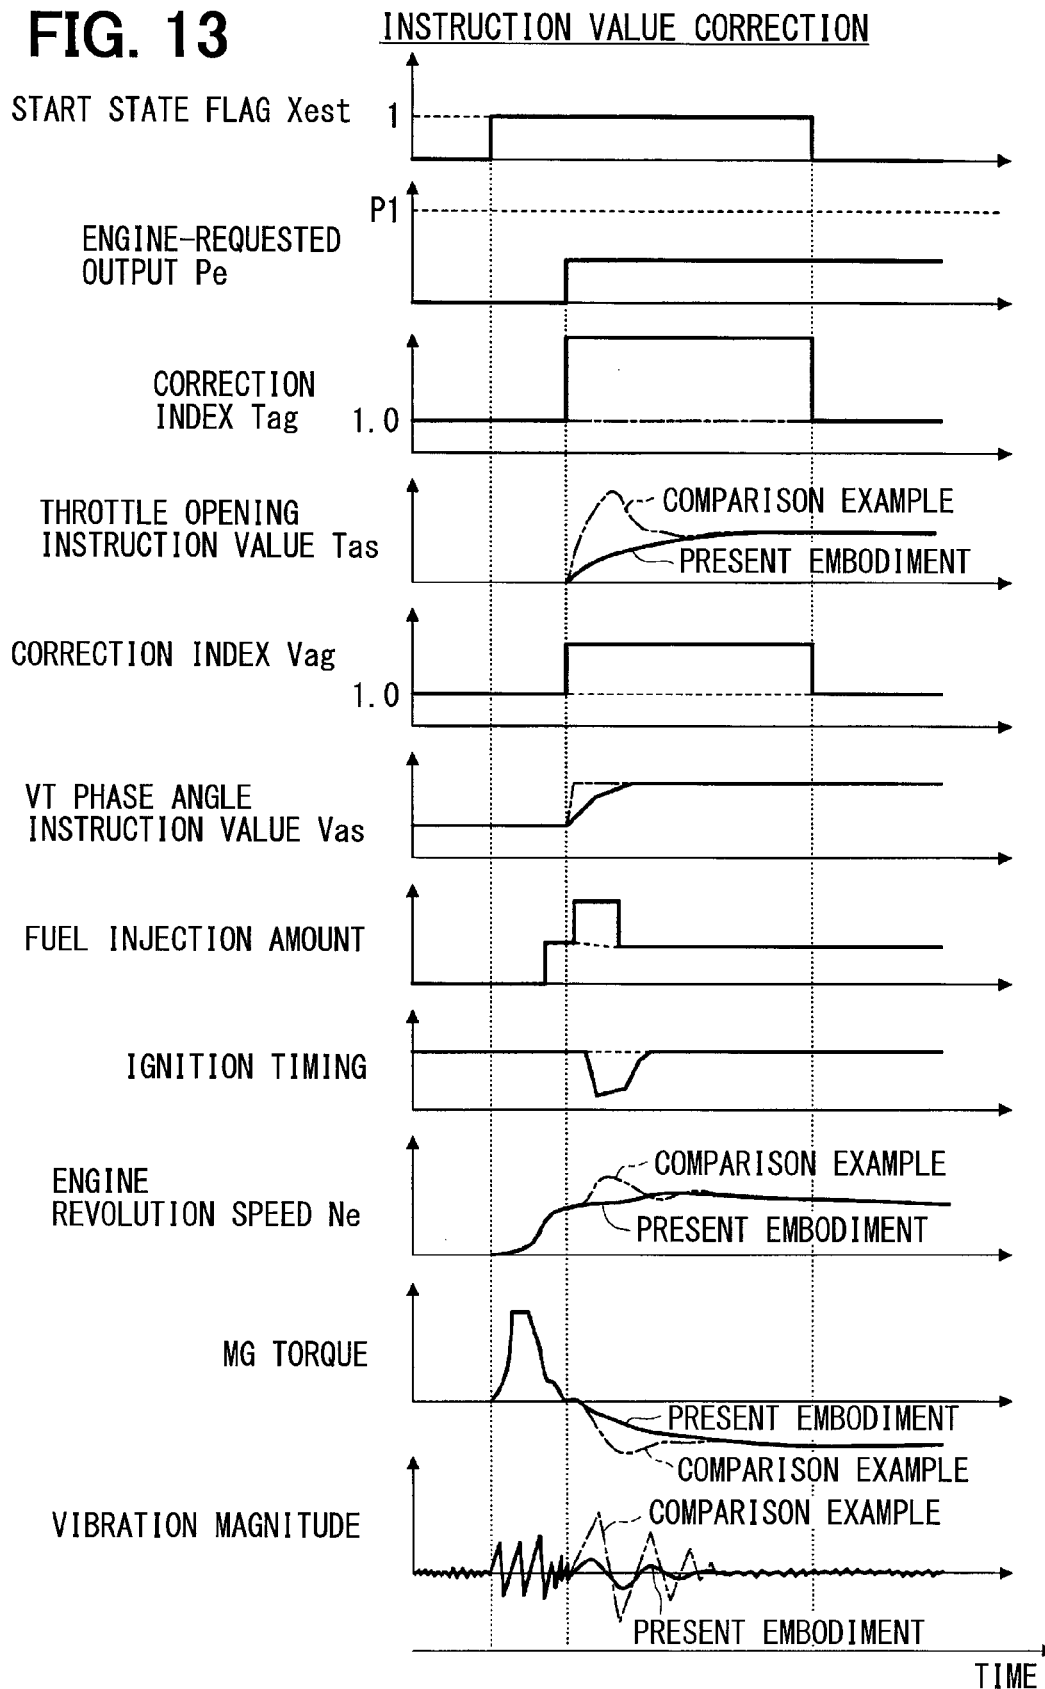 FIG. 13
INSTRUCTION VALUE CORRECTION
START STATE FLAG Xest
1
P1
ENGINE-REQUESTED
OUTPUT Pe
CORRECTION
INDEX Tag
1.0
THROTTLE OPENING
INSTRUCTION VALUE Tas
COMPARISON EXAMPLE
PRESENT EMBODIMENT
CORRECTION INDEX Vag
1.0
VT PHASE ANGLE
INSTRUCTION VALUE Vas
FUEL INJECTION AMOUNT
IGNITION TIMING
ENGINE
REVOLUTION SPEED Ne
COMPARISON EXAMPLE
PRESENT EMBODIMENT
MG TORQUE
PRESENT EMBODIMENT
COMPARISON EXAMPLE
VIBRATION MAGNITUDE
COMPARISON EXAMPLE
PRESENT EMBODIMENT
TIME